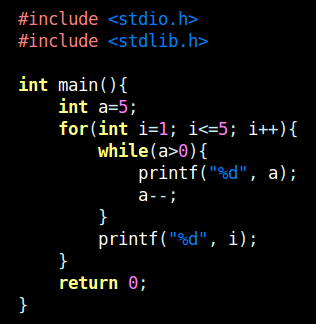 #include <stdio.h>
#include <stdlib.h>

int main(){
    int a=5;
    for(int i=1; i<=5; i++){
        while(a>0){
            printf("%d", a);
            a--;
        }
        printf("%d", i);
    }
    return 0;
}